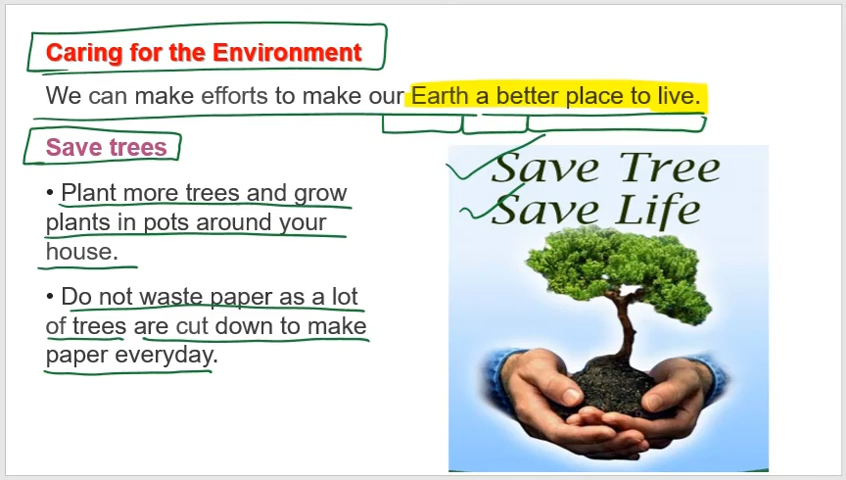 Caring for the Environment
We can make efforts to make our Earth a better place to live.
Save trees
• Plant more trees and grow
plants in pots around your
house.
• Do not waste paper as a lot
of trees are cut down to make
paper everyday.
Save Tree
Save Life